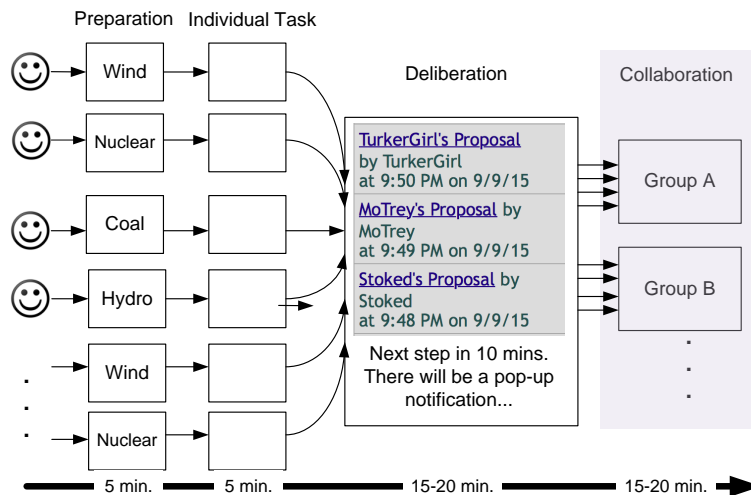 Preparation
Individual Task
Deliberation
Collaboration
Wind
Nuclear
Coal
Hydro
Wind
Nuclear
TurkerGirl's Proposal
by TurkerGirl
at 9:50 PM on 9/9/15
MoTrey's Proposal by
MoTrey
at 9:49 PM on 9/9/15
Stoked's Proposal by
Stoked
at 9:48 PM on 9/9/15
Next step in 10 mins.
There will be a pop-up
notification...
Group A
Group B
5 min.
5 min.
15-20 min.
15-20 min.